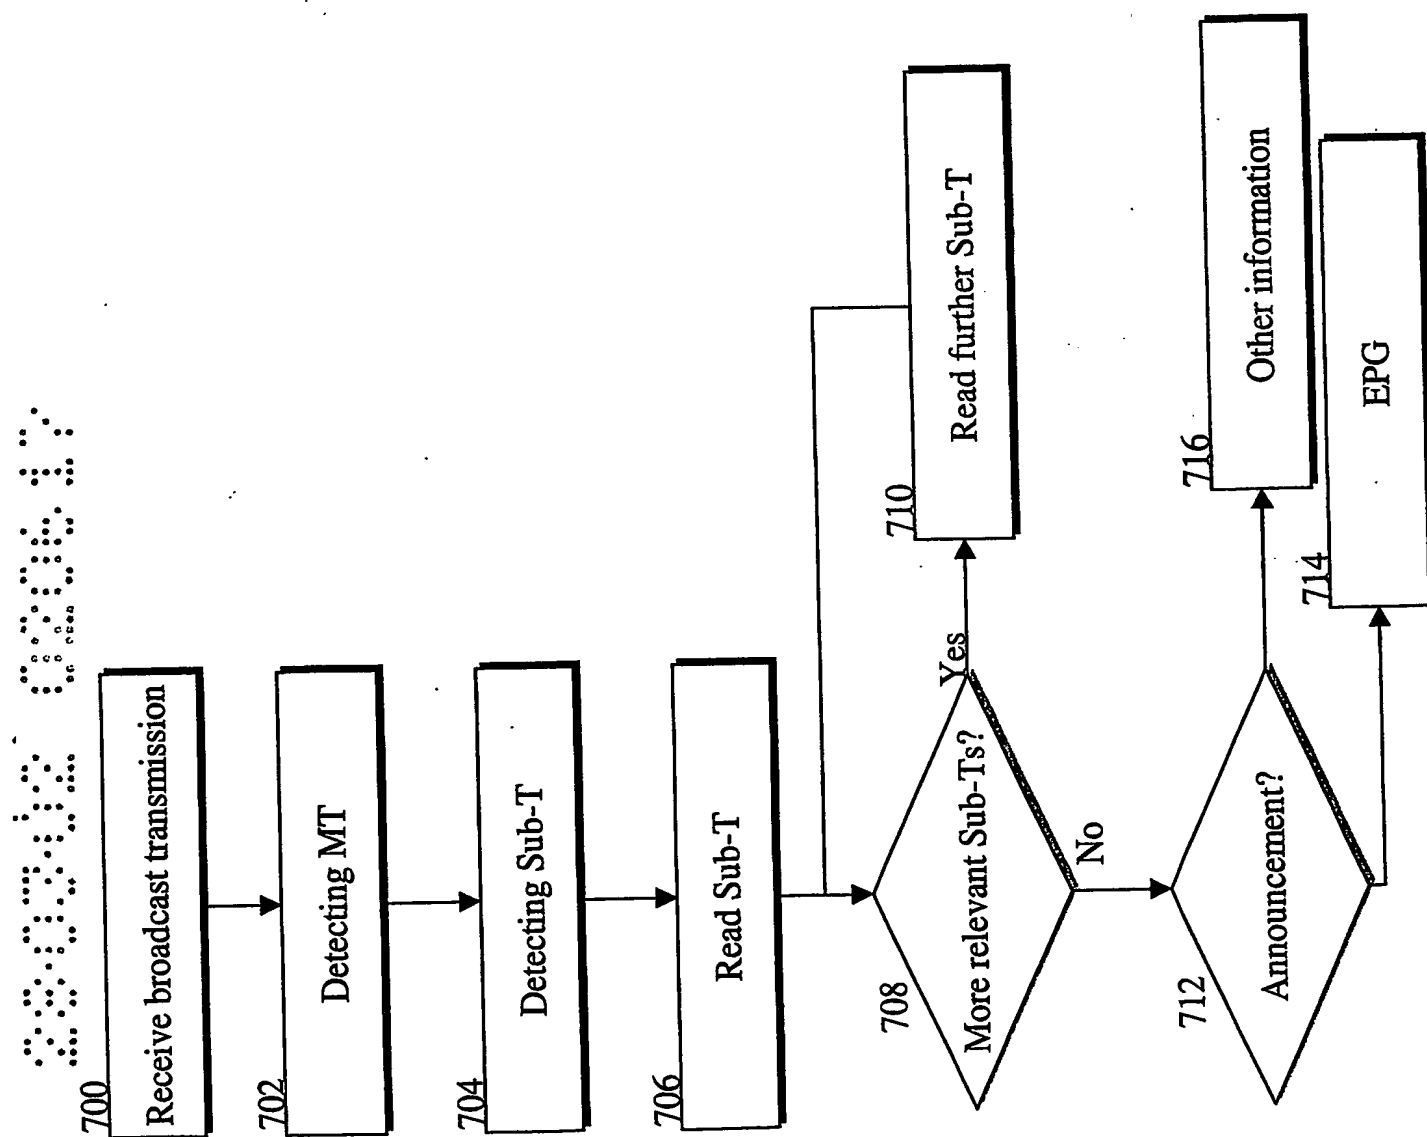 700
Receive broadcast transmission
702
Detecting MT
704
Detecting Sub-T
706
Read Sub-T
708
More relevant Sub-Ts?
Yes
No
710
Read further Sub-T
712
Announcement?
716
Other information
714
EPG